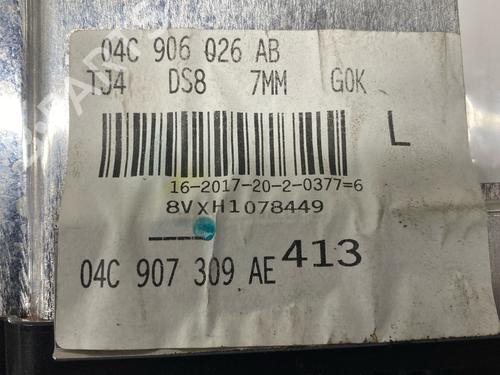 04C 906 026 AB
TJ4 DS8 7MM G0K
L
16-2017-20-2-0377=6
8VXH1078449
04C 907 309 AE 413